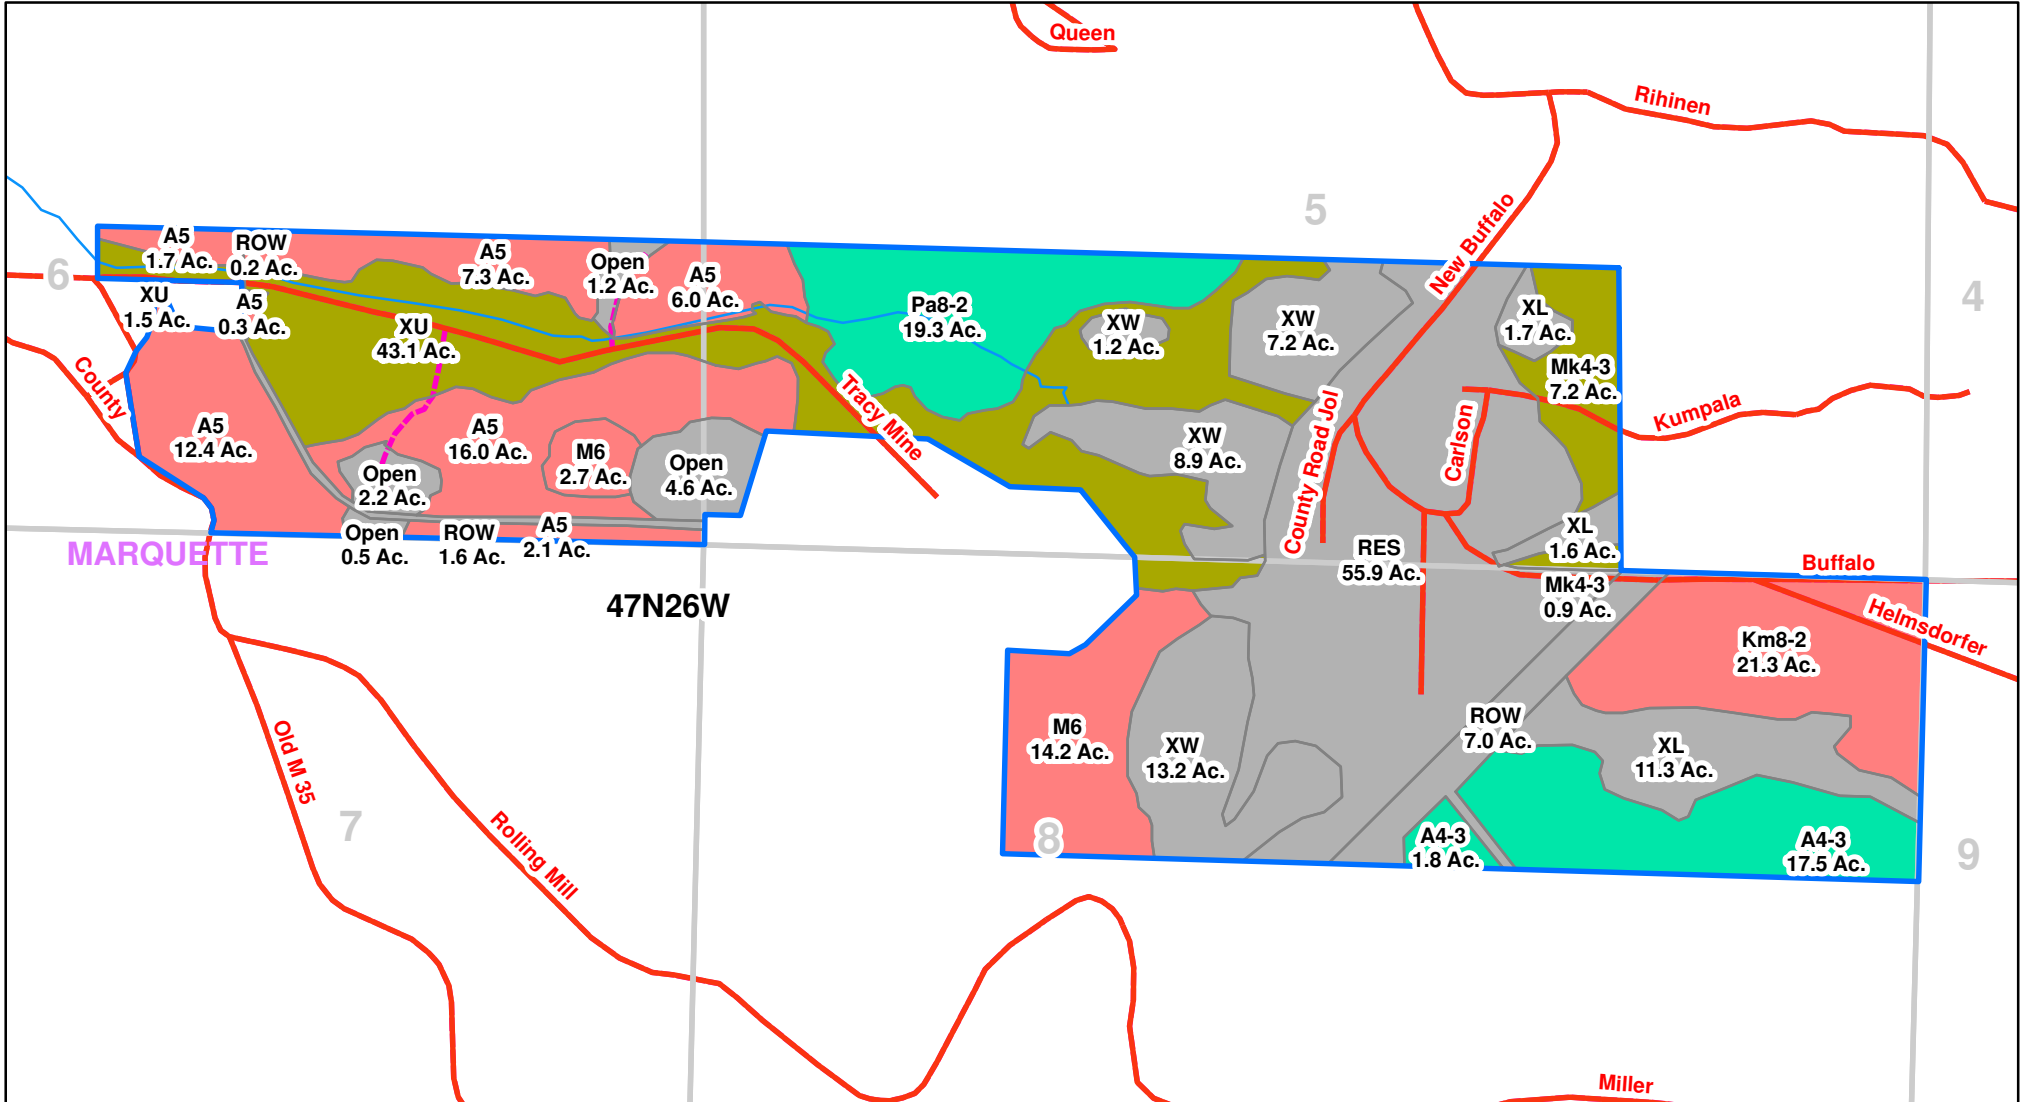 Queen
Rihinen
5
New Buffalo
A5
1.7 Ac.
ROW
0.2 Ac.
A5
7.3 Ac.
Open
1.2 Ac.
A5
6.0 Ac.
6
4
XU
1.5 Ac.
A5
0.3 Ac.
XU
43.1 Ac.
Pa8-2
19.3 Ac.
XW
1.2 Ac.
XW
7.2 Ac.
XL
1.7 Ac.
Mk4-3
7.2 Ac.
County
Tracy Mine
County Road Jol
Carlson
Kumpala
A5
12.4 Ac.
A5
16.0 Ac.
M6
2.7 Ac.
Open
2.2 Ac.
Open
4.6 Ac.
XW
8.9 Ac.
MARQUETTE
Open
0.5 Ac.
ROW
1.6 Ac.
A5
2.1 Ac.
RES
55.9 Ac.
XL
1.6 Ac.
Mk4-3
0.9 Ac.
Buffalo
Helmsdorfer
47N26W
Km8-2
21.3 Ac.
M6
14.2 Ac.
XW
13.2 Ac.
ROW
7.0 Ac.
XL
11.3 Ac.
Old M 35
7
Rolling Mill
8
A4-3
1.8 Ac.
A4-3
17.5 Ac.
9
Miller